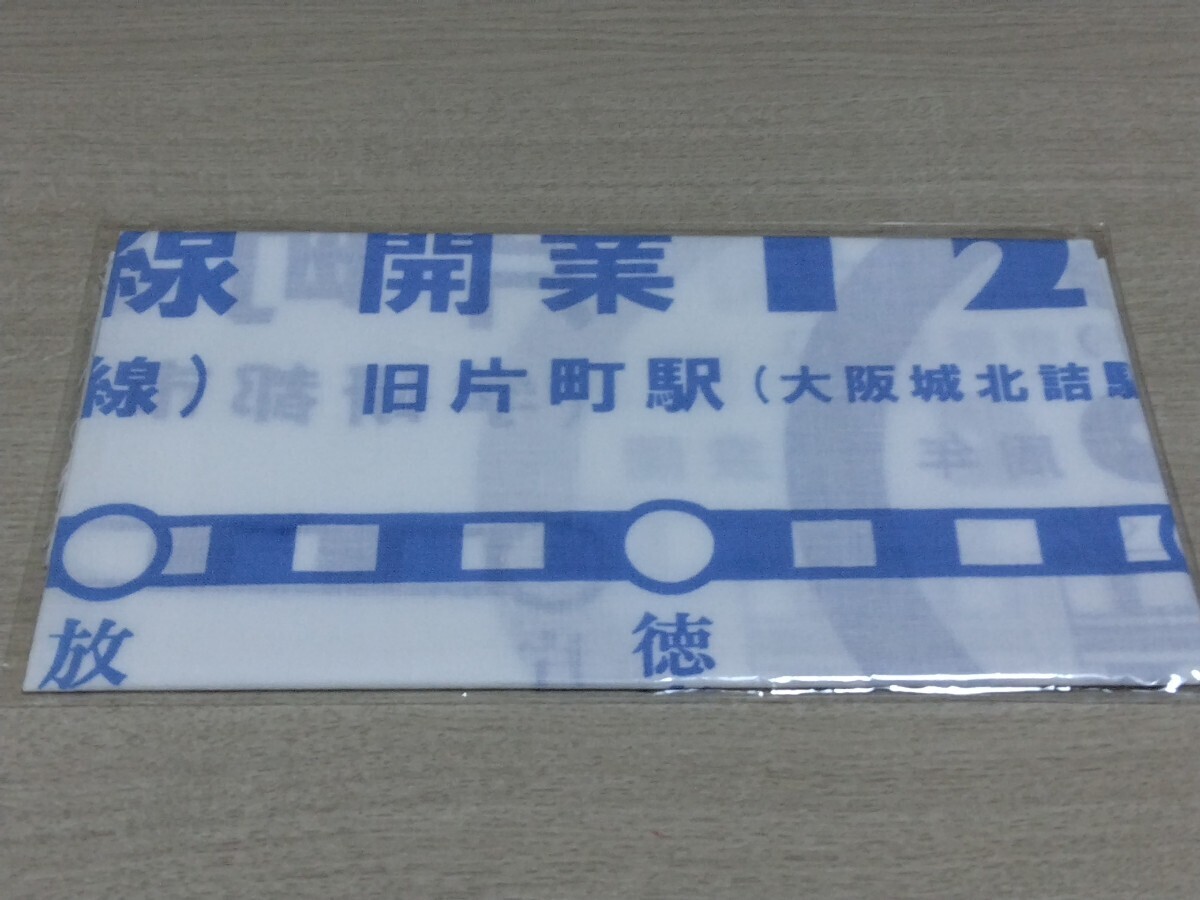 線 開業12
線) 旧片町駅(大阪城北詰駅
放 徳